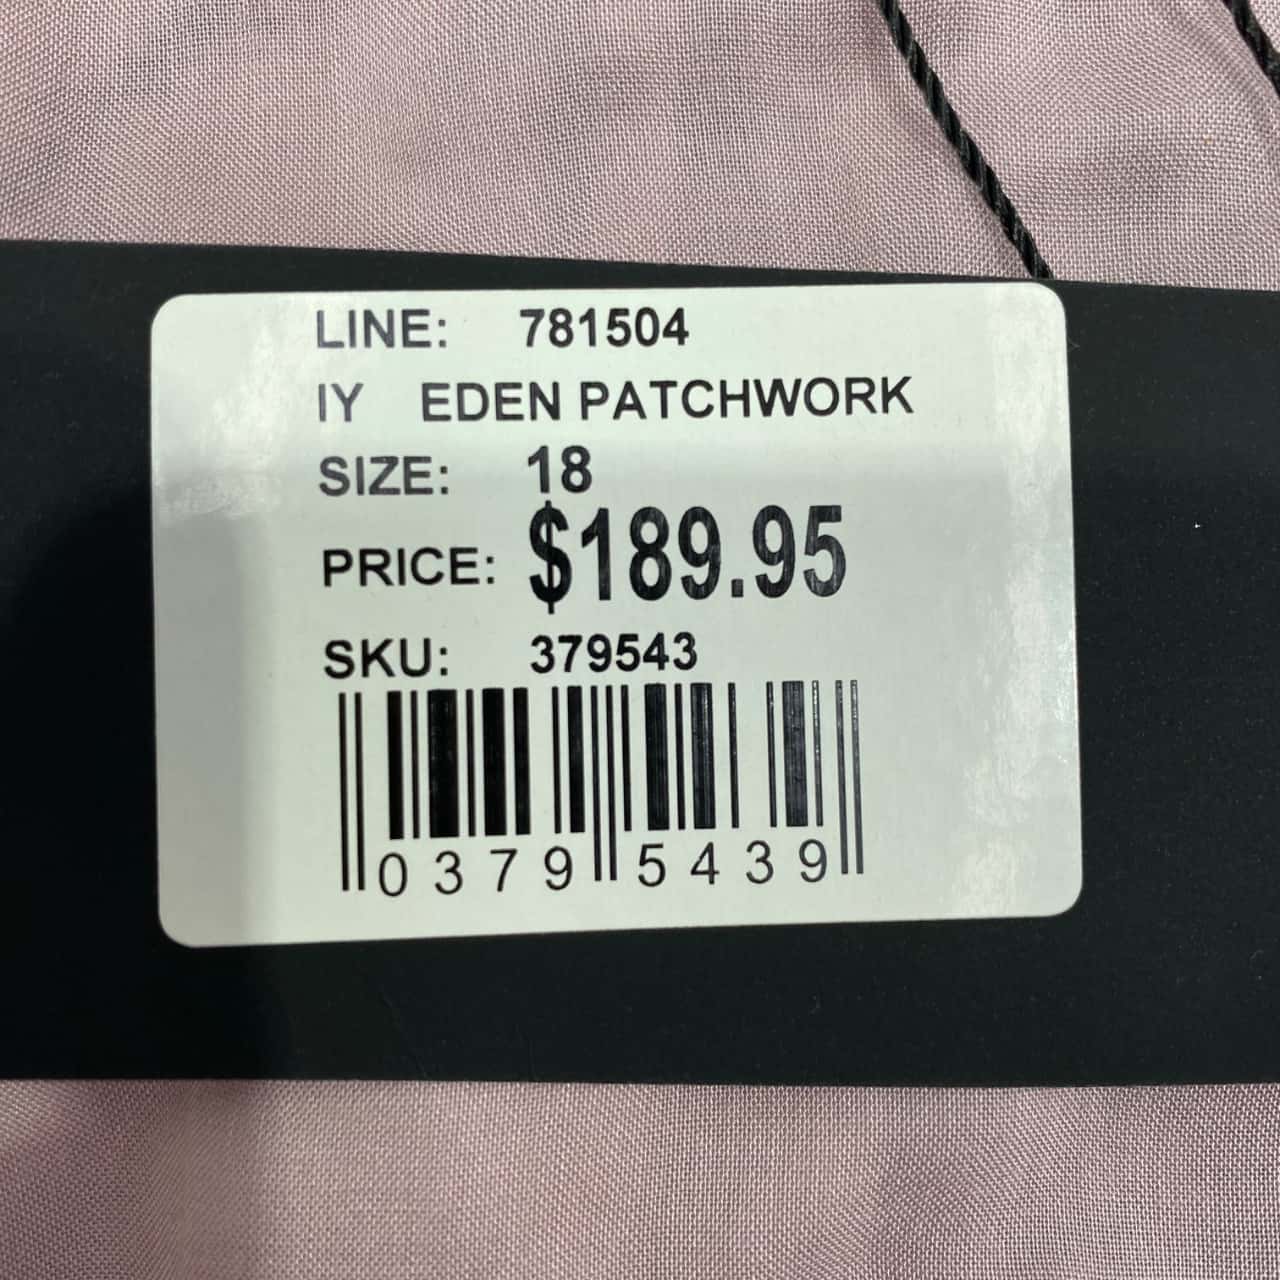 LINE: 781504
IY EDEN PATCHWORK
SIZE: 18
PRICE: $189.95
SKU: 379543
0379 5439